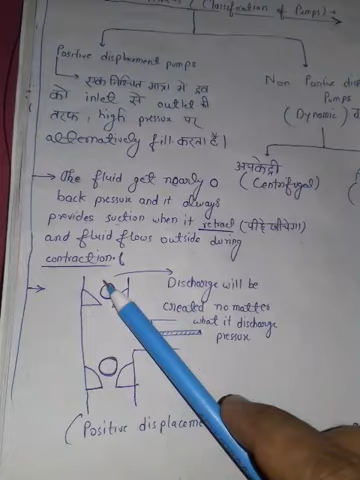 (Classification of Pumps)
Positive displacement pumps
एक निश्चित मात्रा में द्रव
को inlet से outlet की
तरफ, high pressure पर
alternatively fill करता है।
Non Positive disp
Pumps
(Dynamic)
अपकेंद्री
(Centrifugal)
The fluid get nearly 0
back pressure and it always
provides suction when it retract (पीछे खींचेगा)
and fluid flows outside during
contraction.
Discharge will be
created no matter
what it discharge
pressure
(Positive displaceme